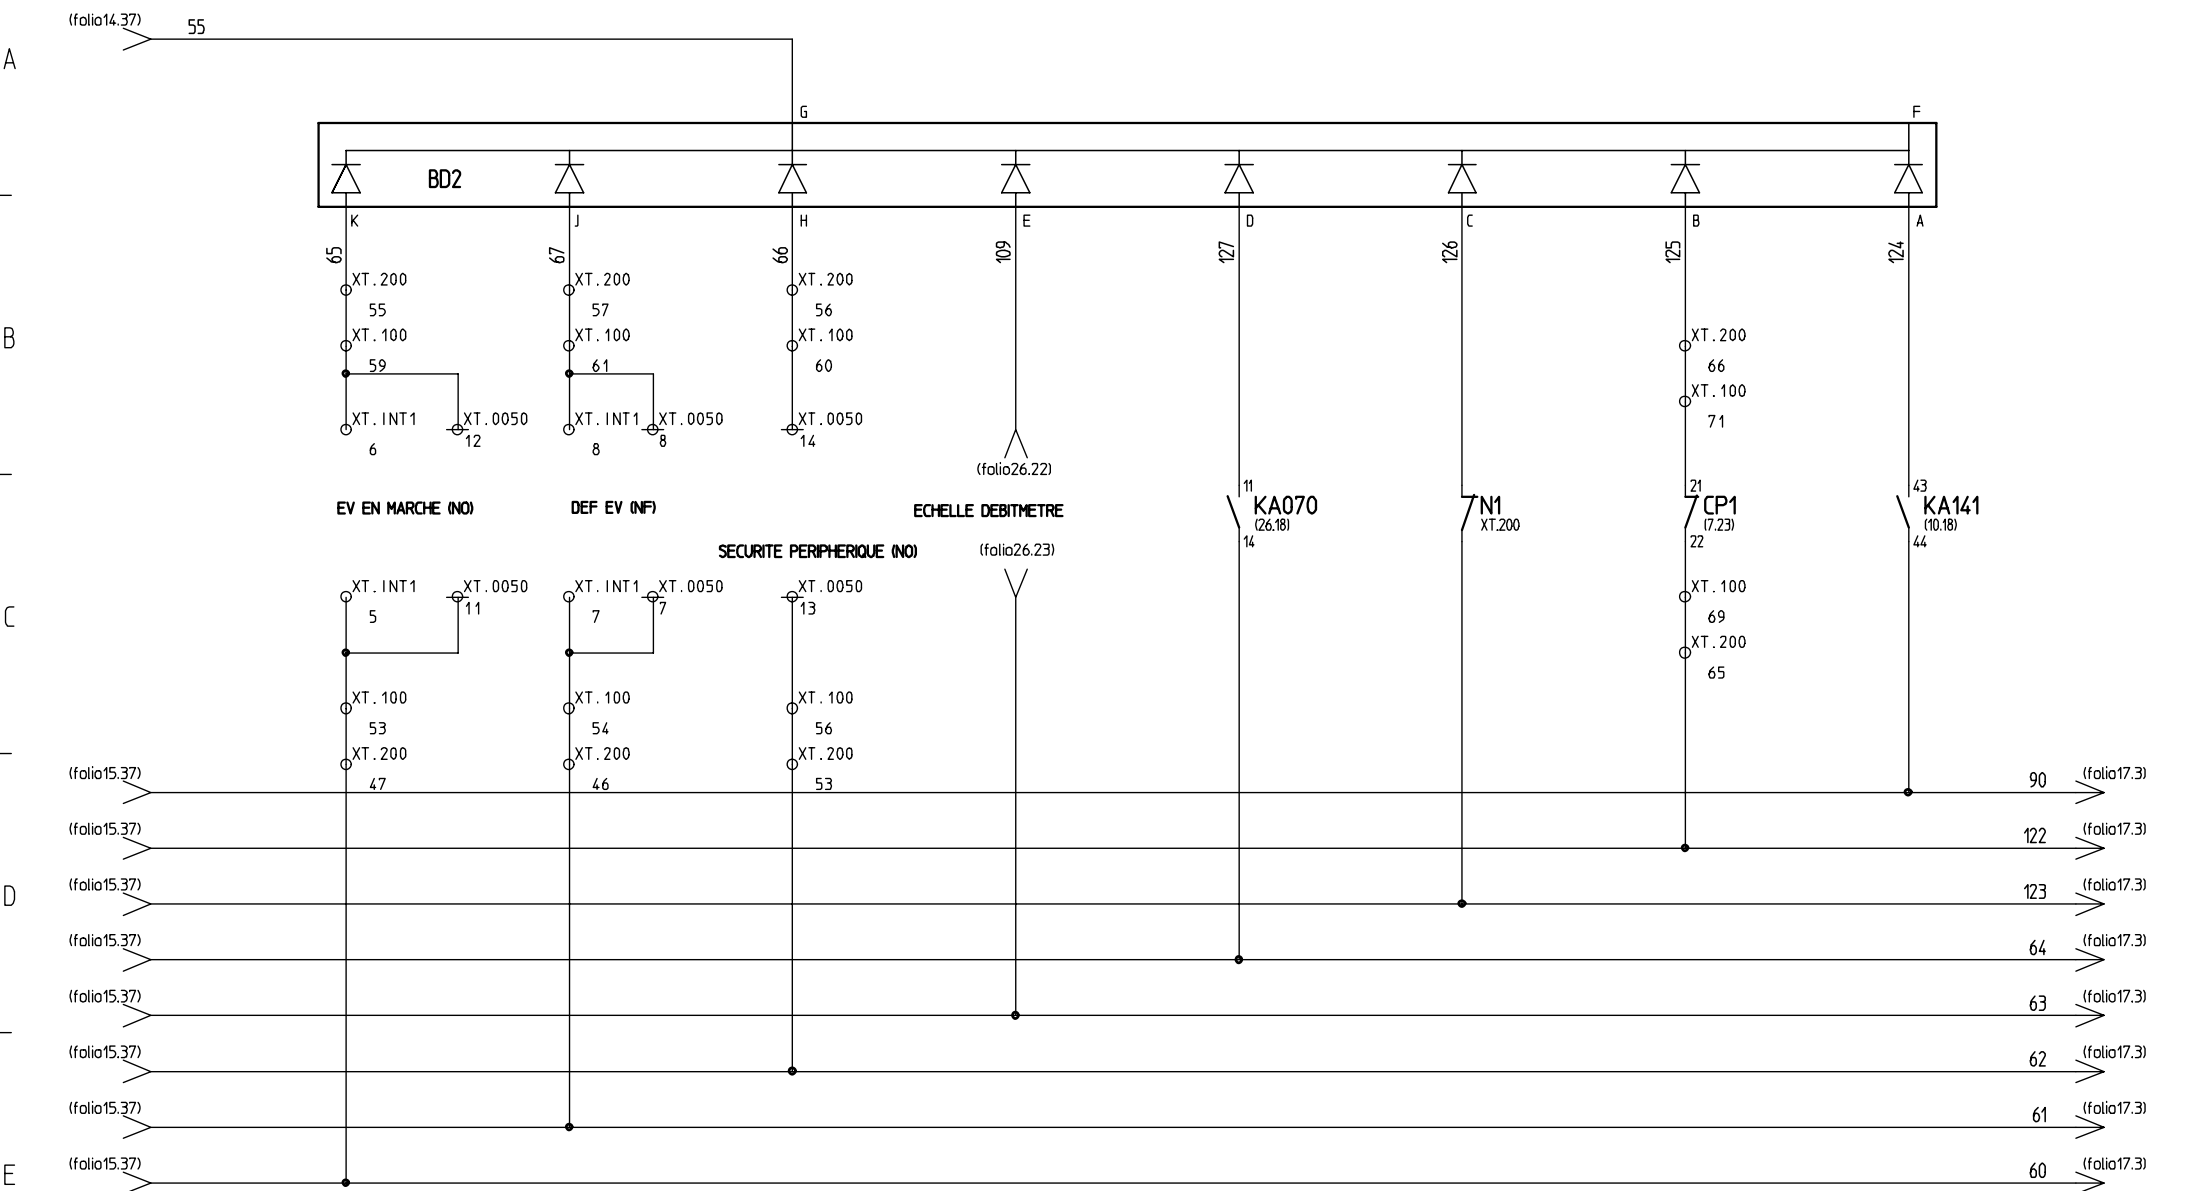 (folio14.37)
55
A
G
F
BD2
K
J
H
E
D
C
B
A
65
67
66
109
127
126
125
124
XT.200
55
XT.200
57
XT.200
56
B
XT.100
59
XT.100
61
XT.100
60
XT.200
66
XT.100
71
XT.INT1
6
XT.0050
12
XT.INT1
8
XT.0050
8
XT.0050
14
(folio26.22)
EV EN MARCHE (NO)
DEF EV (NF)
ECHELLE DEBITMETRE
SECURITE PERIPHERIQUE (NO)
(folio26.23)
11
KA070
(26.18)
14
N1
XT.200
21
CP1
(7.23)
22
43
KA141
(10.18)
44
C
XT.INT1
5
XT.0050
11
XT.INT1
7
XT.0050
7
XT.0050
13
XT.100
69
XT.200
65
XT.100
53
XT.100
54
XT.100
56
XT.200
47
XT.200
46
XT.200
53
(folio15.37)
90
(folio17.3)
(folio15.37)
122
(folio17.3)
D
(folio15.37)
123
(folio17.3)
(folio15.37)
64
(folio17.3)
(folio15.37)
63
(folio17.3)
(folio15.37)
62
(folio17.3)
(folio15.37)
61
(folio17.3)
E
(folio15.37)
60
(folio17.3)